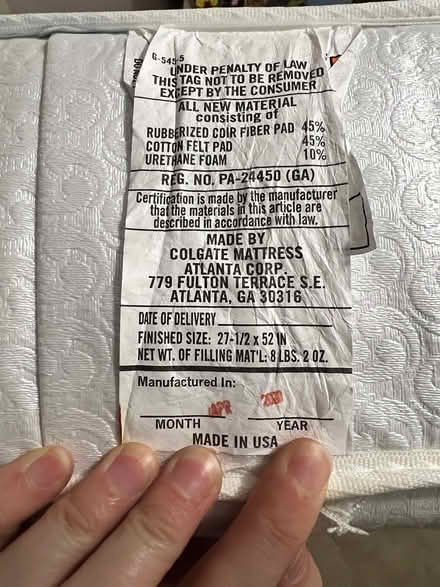 G-545-5
UNDER PENALTY OF LAW
THIS TAG NOT TO BE REMOVED
EXCEPT BY THE CONSUMER
ALL NEW MATERIAL
consisting of
RUBBERIZED COIR FIBER PAD 45%
COTTON FELT PAD 45%
URETHANE FOAM 10%
REG. NO. PA-24450 (GA)
Certification is made by the manufacturer
that the materials in this article are
described in accordance with law.
MADE BY
COLGATE MATTRESS
ATLANTA CORP.
779 FULTON TERRACE S.E.
ATLANTA, GA 30316
DATE OF DELIVERY
FINISHED SIZE: 27-1/2 x 52 IN
NET WT. OF FILLING MAT'L: 8 LBS. 2 OZ.
Manufactured In:
APR
MONTH YEAR
MADE IN USA